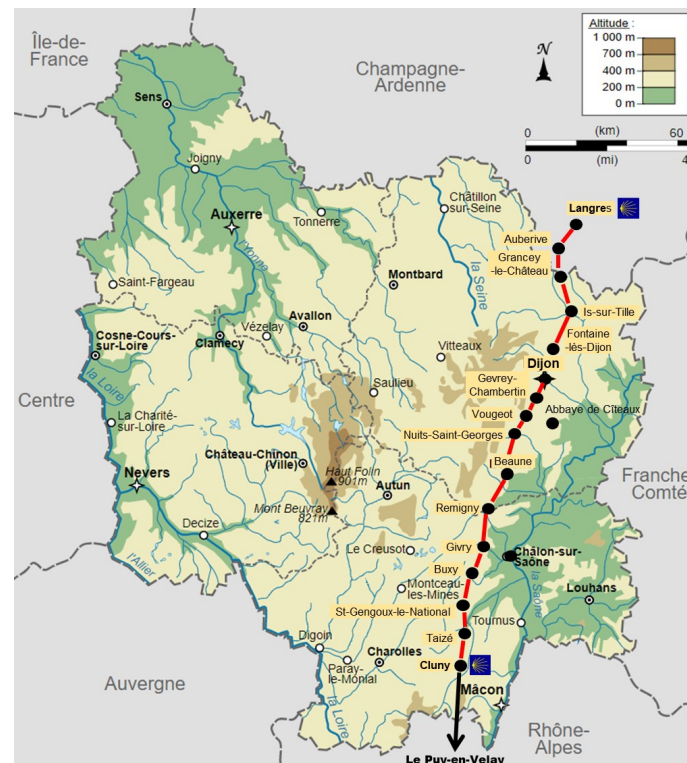 Île-de-
France
Champagne-
Ardenne
N
Altitude :
1 000 m
700 m
400 m
200 m
0 m
0 (km) 60
0 (mi) 4
Sens
Joigny
Auxerre
Tonnerre
Châtillon
-sur-Seine
Langres
Auberive
Grancey
-le-Château
l'Yonne
la Seine
Saint-Fargeau
Montbard
Is-sur-Tille
Cosne-Cours-
sur-Loire
Clamecy
Vézelay
Avallon
Vitteaux
Fontaine
-lés-Dijon
Dijon
la Loire
Centre
Saulieu
Gevrey-
Chambertin
Vougeot
Abbaye de Cîteaux
La Charité-
sur-Loire
Nuits-Saint-Georges
Château-Chinon
(Ville)
Haut Folin
901m
Beaune
Franche
Comté
Nevers
Autun
Mont Beuvray
821m
Remigny
Decize
Le Creusot
Givry
Châlon-sur-
Saône
l'Allier
Buxy
Montceau-
les-Mines
la Saône
Louhans
St-Gengoux-le-National
Tournus
Taizé
Digoin
Charolles
Paray-
le-Monial
Cluny
Auvergne
la Loire
Mâcon
Rhône-
Alpes
Le Puy-en-Velay